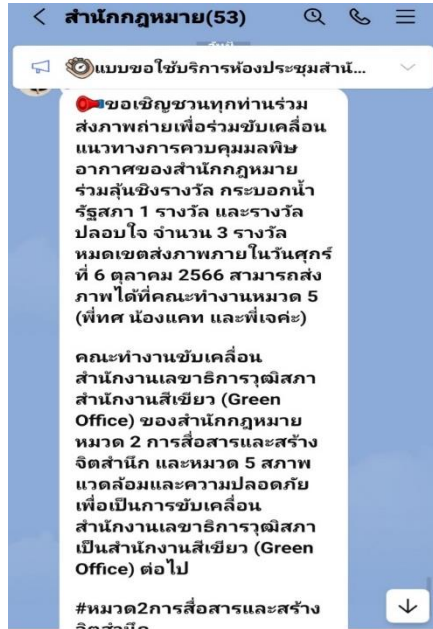 สำนักกฎหมาย(53)
แบบขอใช้บริการห้องประชุมสำนั...
ขอเชิญชวนทุกท่านร่วม
ส่งภาพถ่ายเพื่อร่วมขับเคลื่อน
แนวทางการควบคุมมลพิษ
อากาศของสำนักกฎหมาย
ร่วมลุ้นชิงรางวัล กระบอกน้ำ
รัฐสภา 1 รางวัล และรางวัล
ปลอบใจ จำนวน 3 รางวัล
หมดเขตส่งภาพภายในวันศุกร์
ที่ 6 ตุลาคม 2566 สามารถส่ง
ภาพได้ที่คณะทำงานหมวด 5
(พี่ทศ น้องแคท และพี่เจค่ะ)
คณะทำงานขับเคลื่อน
สำนักงานเลขาธิการวุฒิสภา
สำนักงานสีเขียว (Green
Office) ของสำนักกฎหมาย
หมวด 2 การสื่อสารและสร้าง
จิตสำนึก และหมวด 5 สภาพ
แวดล้อมและความปลอดภัย
เพื่อเป็นการขับเคลื่อน
สำนักงานเลขาธิการวุฒิสภา
เป็นสำนักงานสีเขียว (Green
Office) ต่อไป
#หมวด2การสื่อสารและสร้าง
จิตสำนึก